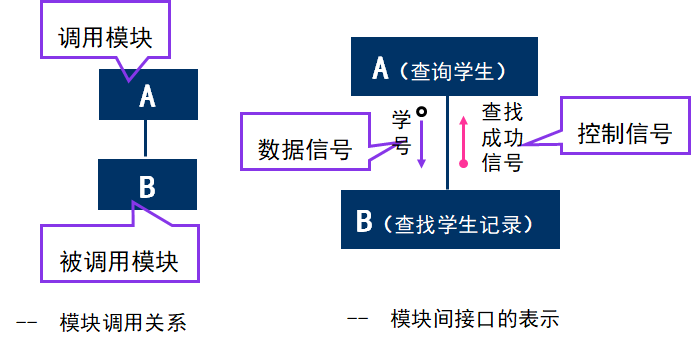 调用模块
A
B
被调用模块
-- 模块调用关系
A（查询学生）
数据信号
学
号
查找
成功
信号
控制信号
B（查找学生记录）
-- 模块间接口的表示